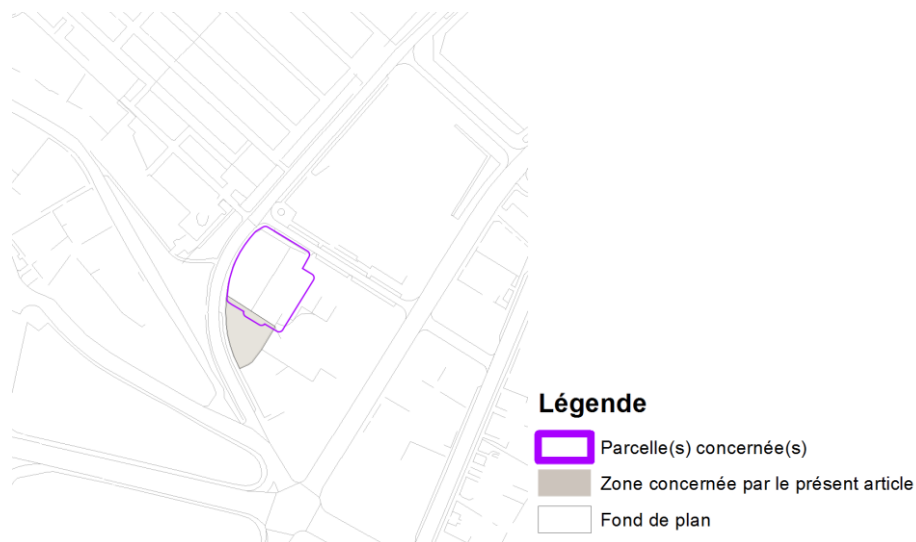 Légende
Parcelle(s) concernée(s)
Zone concernée par le présent article
Fond de plan